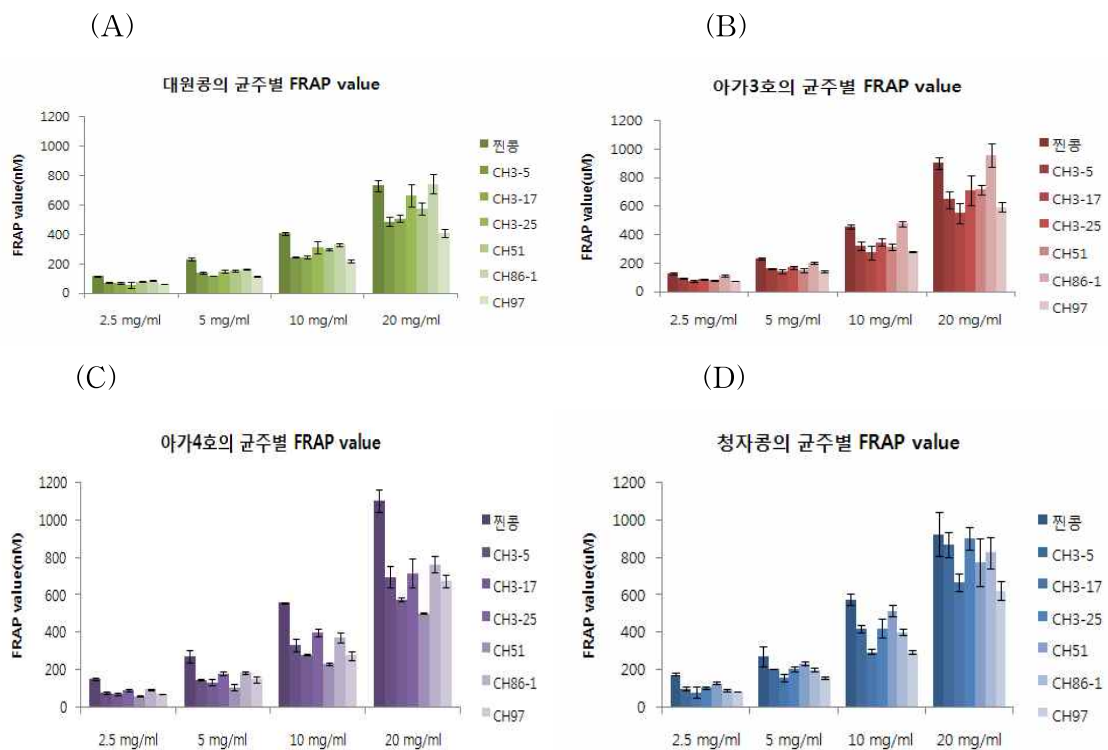 (A)
대원콩의 균주별 FRAP value
FRAP value(nM)
1200
1000
800
600
400
200
0
2.5 mg/ml 5 mg/ml 10 mg/ml 20 mg/ml
찐콩
CH3-5
CH3-17
CH3-25
CH51
CH86-1
CH97
(B)
아가3호의 균주별 FRAP value
FRAP value(uM)
1200
1000
800
600
400
200
0
2.5 mg/ml 5 mg/ml 10 mg/ml 20 mg/ml
찐콩
CH3-5
CH3-17
CH3-25
CH51
CH86-1
CH97
(C)
아가4호의 균주별 FRAP value
FRAP value(nM)
1200
1000
800
600
400
200
0
2.5 mg/ml 5 mg/ml 10 mg/ml 20 mg/ml
찐콩
CH3-5
CH3-17
CH3-25
CH51
CH86-1
CH97
(D)
청자콩의 균주별 FRAP value
FRAP value(uM)
1200
1000
800
600
400
200
0
2.5 mg/ml 5 mg/ml 10 mg/ml 20 mg/ml
찐콩
CH3-5
CH3-17
CH3-25
CH51
CH86-1
CH97